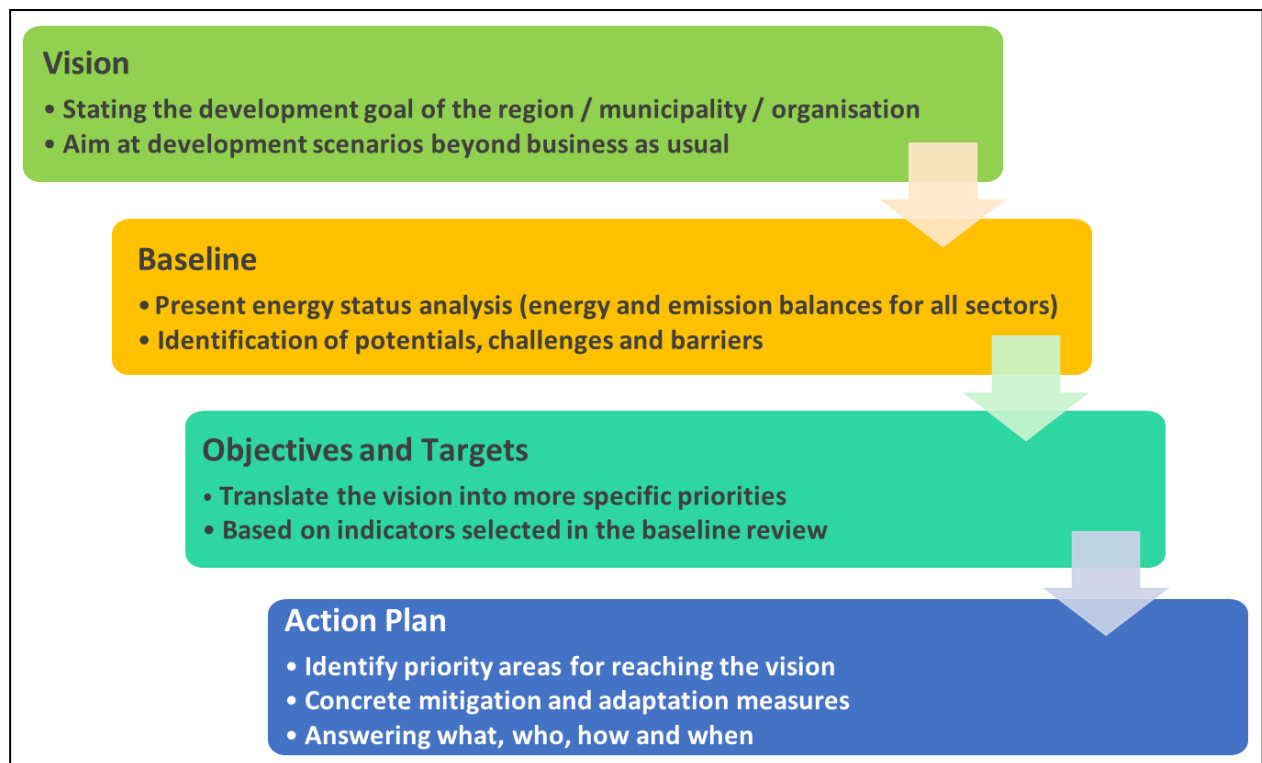 Vision
• Stating the development goal of the region / municipality / organisation
• Aim at development scenarios beyond business as usual
Baseline
• Present energy status analysis (energy and emission balances for all sectors)
• Identification of potentials, challenges and barriers
Objectives and Targets
• Translate the vision into more specific priorities
• Based on indicators selected in the baseline review
Action Plan
• Identify priority areas for reaching the vision
• Concrete mitigation and adaptation measures
• Answering what, who, how and when